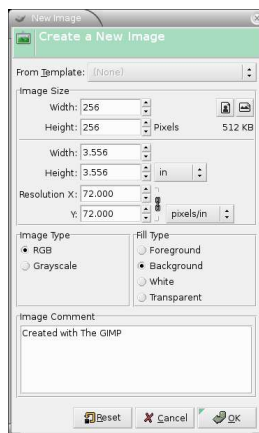 New Image
Create a New Image
From Template: (None)
Image Size
Width: 256
Height: 256 Pixels 512 KB
Width: 3.556
Height: 3.556 in
Resolution X: 72.000
Y: 72.000 pixels/in
Image Type
RGB
Grayscale
Fill Type
Foreground
Background
White
Transparent
Image Comment
Created with The GIMP
Reset Cancel OK